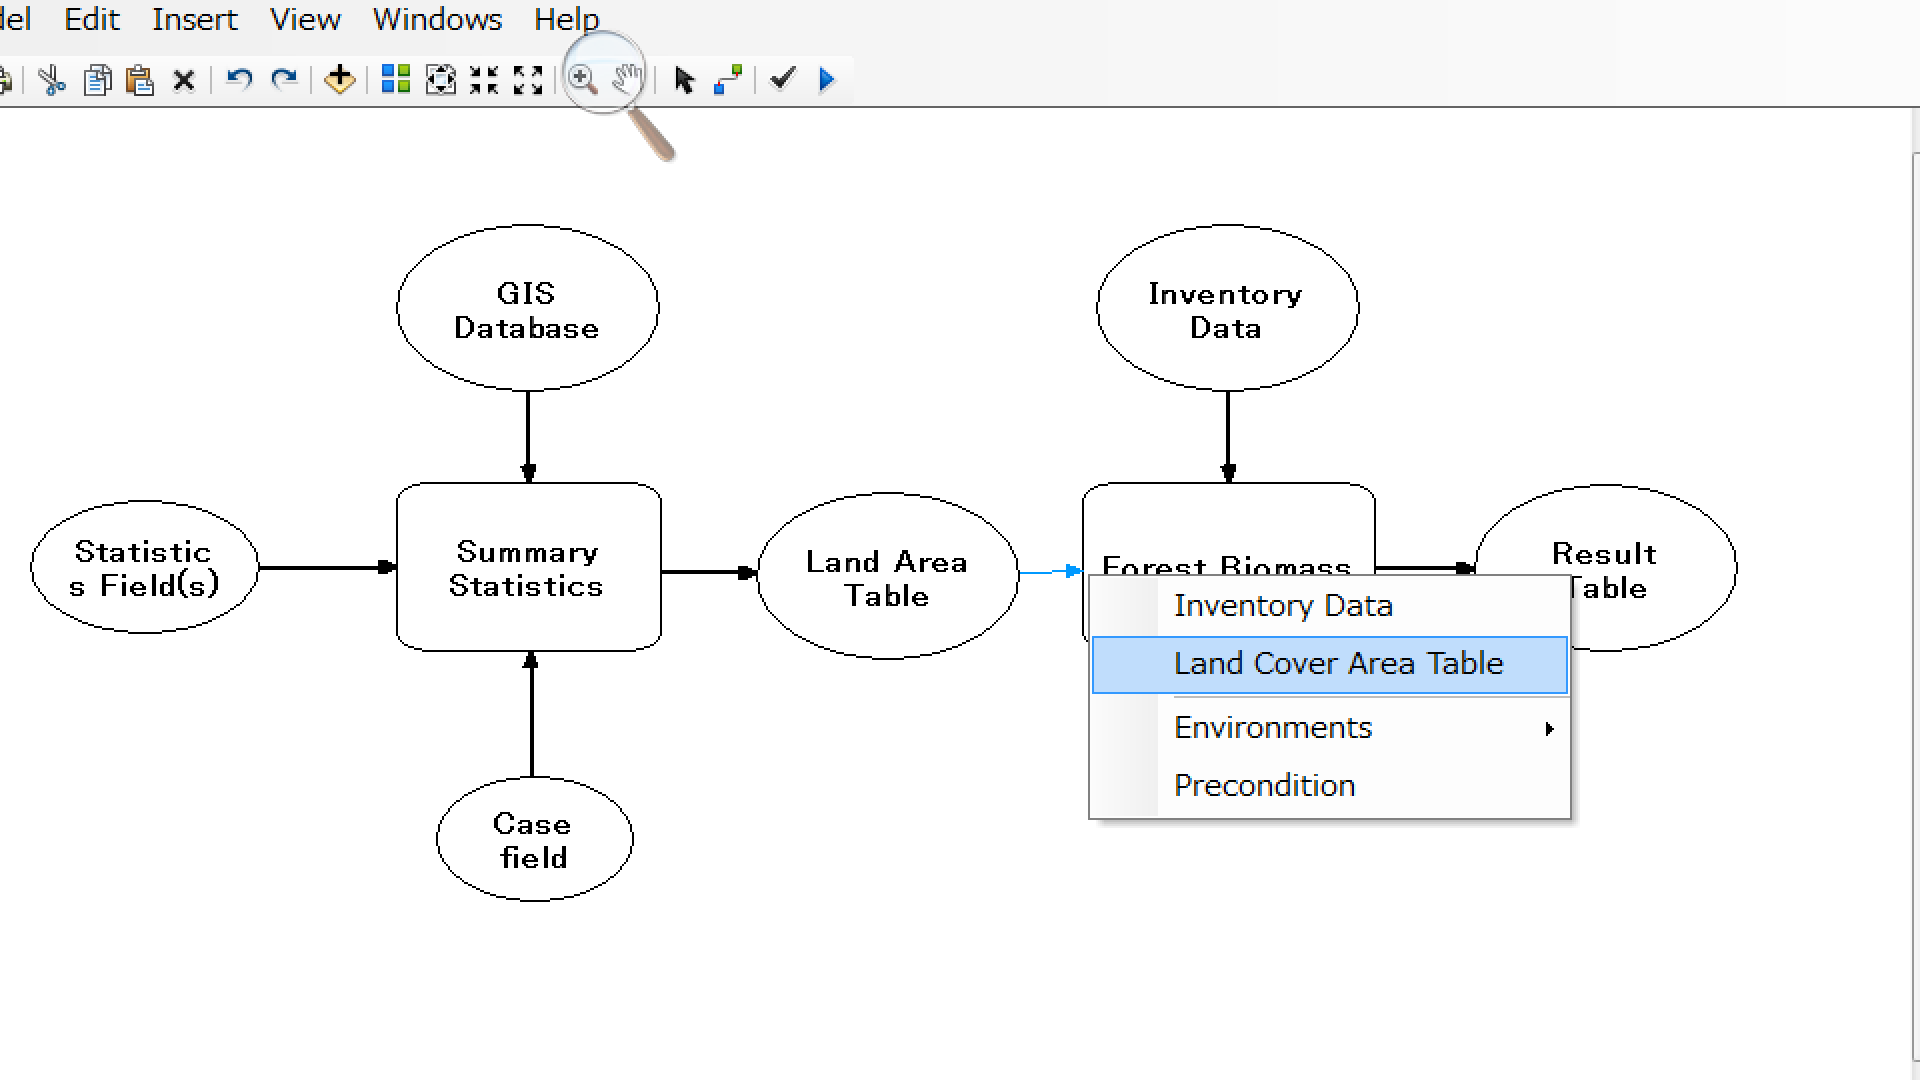 Edit Insert View Windows Help
GIS
Database
Inventory
Data
Statistic
s Field(s)
Summary
Statistics
Land Area
Table
Forest Biomass
Result
Table
Inventory Data
Land Cover Area Table
Environments
Precondition
Case
field